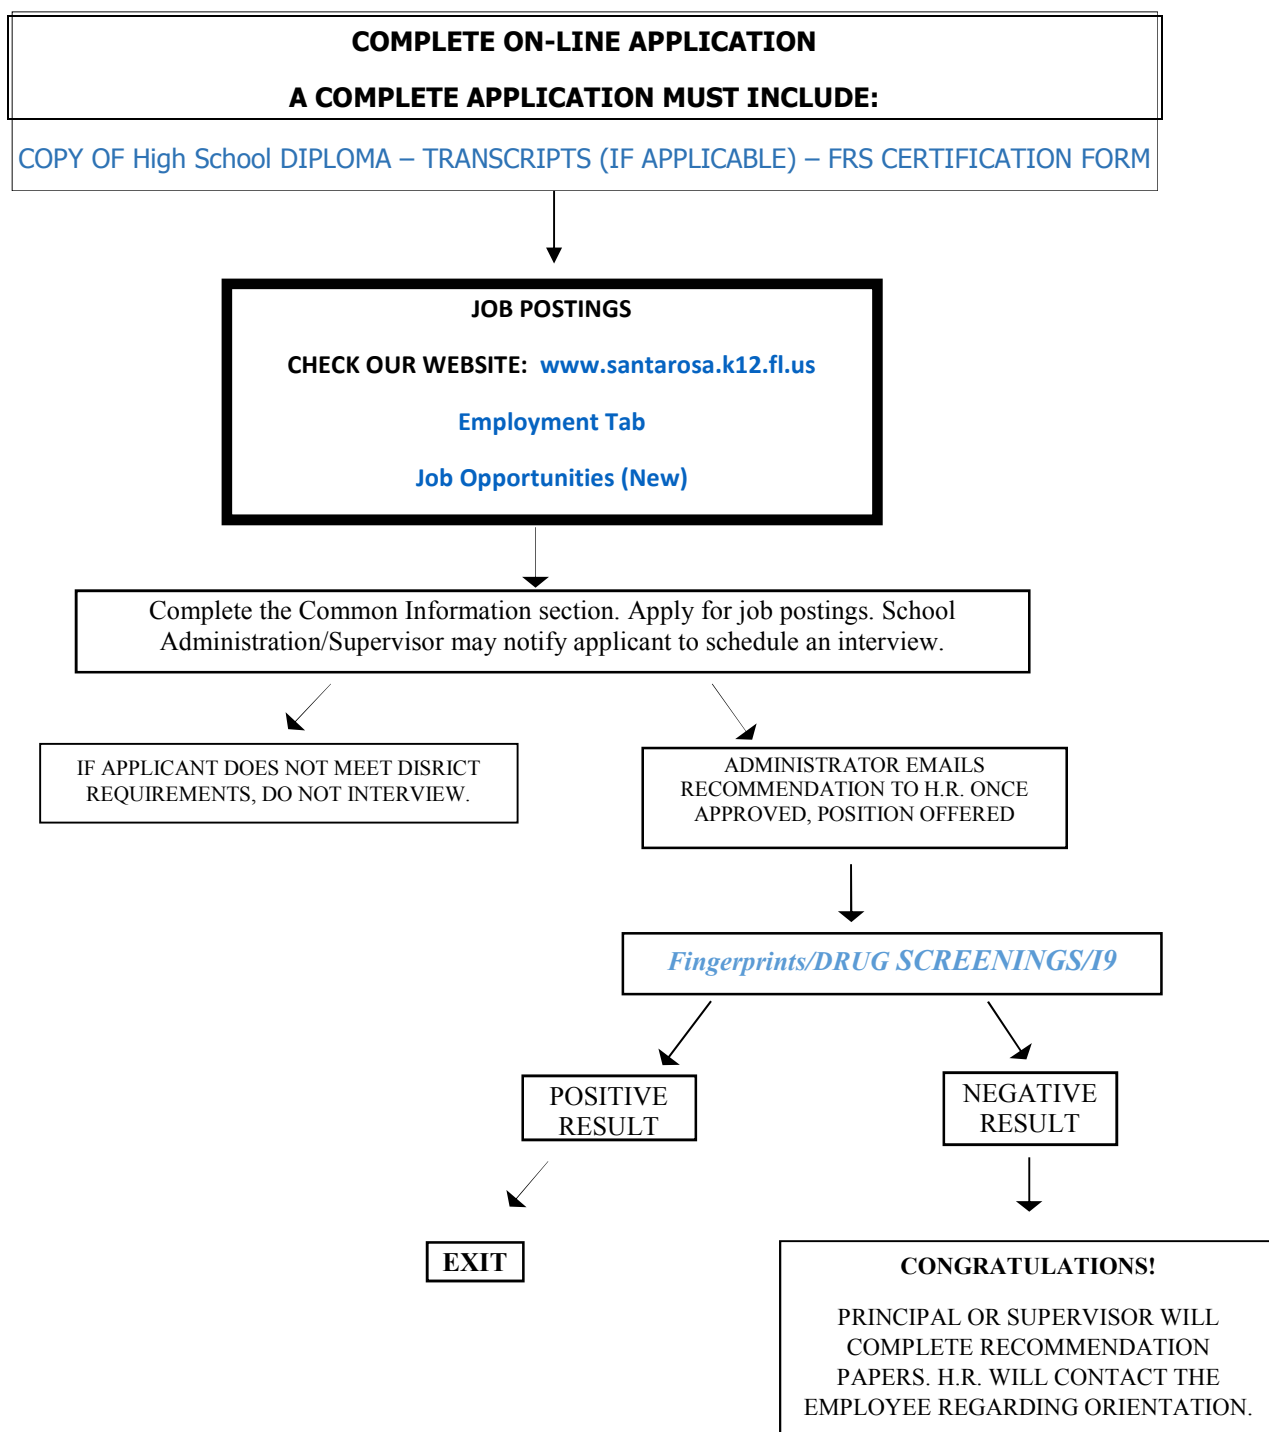 COMPLETE ON-LINE APPLICATION
A COMPLETE APPLICATION MUST INCLUDE:
COPY OF High School DIPLOMA – TRANSCRIPTS (IF APPLICABLE) – FRS CERTIFICATION FORM
JOB POSTINGS
CHECK OUR WEBSITE: www.santarosa.k12.fl.us
Employment Tab
Job Opportunities (New)
Complete the Common Information section. Apply for job postings. School
Administration/Supervisor may notify applicant to schedule an interview.
IF APPLICANT DOES NOT MEET DISRICT
REQUIREMENTS, DO NOT INTERVIEW.
ADMINISTRATOR EMAILS
RECOMMENDATION TO H.R. ONCE
APPROVED, POSITION OFFERED
Fingerprints/DRUG SCREENINGS/I9
POSITIVE
RESULT
NEGATIVE
RESULT
EXIT
CONGRATULATIONS!
PRINCIPAL OR SUPERVISOR WILL
COMPLETE RECOMMENDATION
PAPERS. H.R. WILL CONTACT THE
EMPLOYEE REGARDING ORIENTATION.